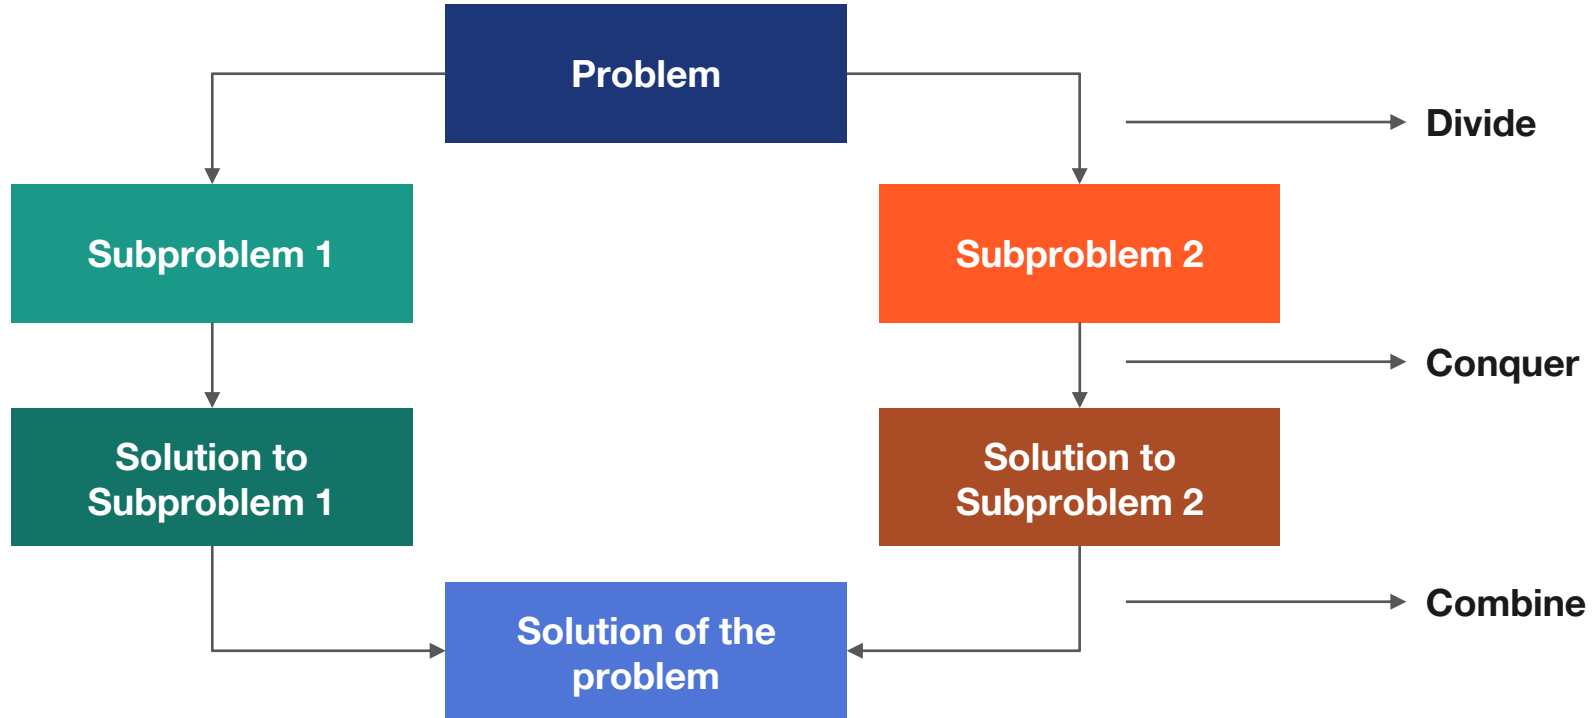 Problem
Divide
Subproblem 1
Subproblem 2
Conquer
Solution to
Subproblem 1
Solution to
Subproblem 2
Combine
Solution of the
problem